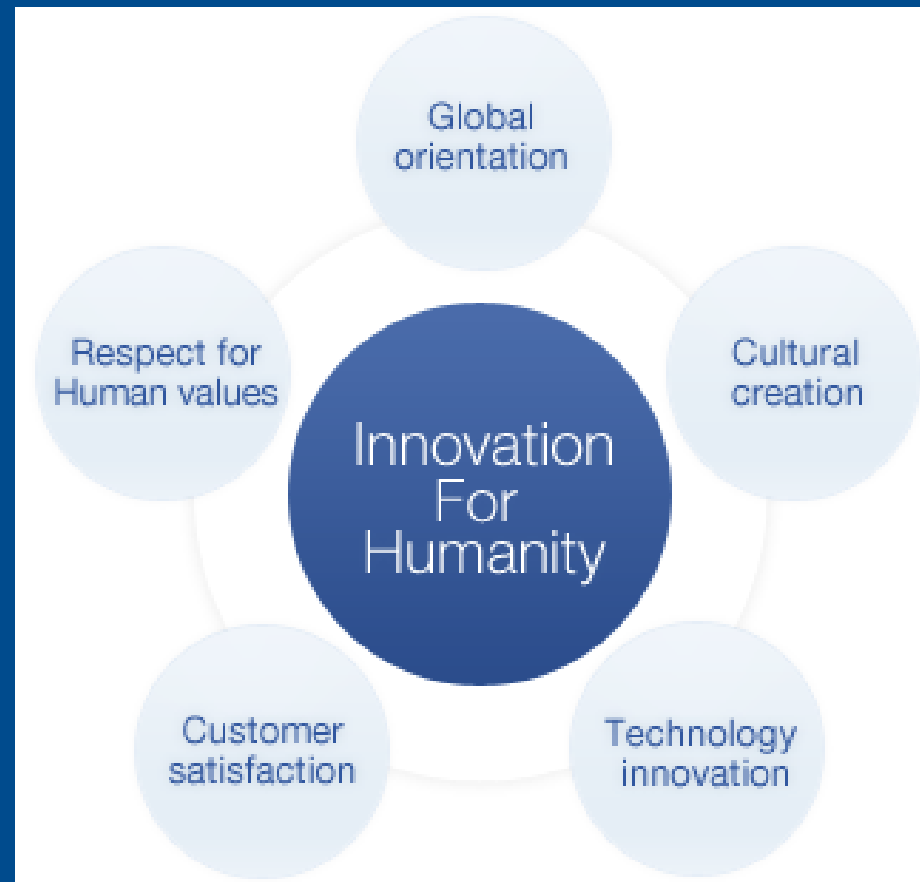 Global
orientation
Respect for
Human values
Cultural
creation
Innovation
For
Humanity
Customer
satisfaction
Technology
innovation